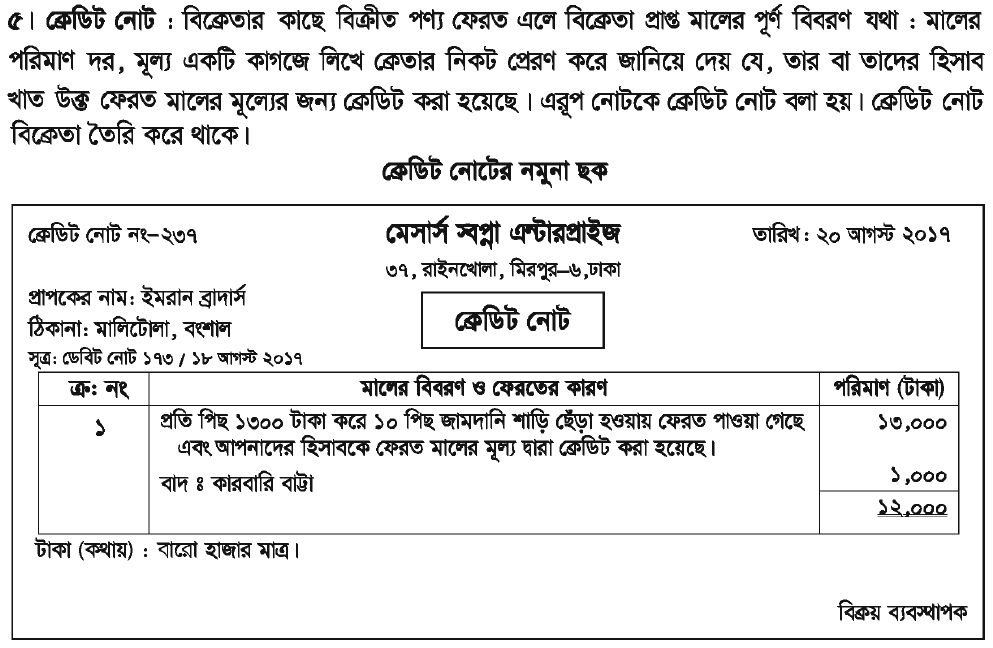 ৫। ক্রেডিট নোট : বিক্রেতার কাছে বিক্রীত পণ্য ফেরত এলে বিক্রেতা প্রাপ্ত মালের পূর্ণ বিবরণ যথা : মালের
পরিমাণ দর, মূল্য একটি কাগজে লিখে ক্রেতার নিকট প্রেরণ করে জানিয়ে দেয় যে, তার বা তাদের হিসাব
খাত উক্ত ফেরত মালের মূল্যের জন্য ক্রেডিট করা হয়েছে। এরূপ নোটকে ক্রেডিট নোট বলা হয়। ক্রেডিট নোট
বিক্রেতা তৈরি করে থাকে।
ক্রেডিট নোটের নমুনা ছক
ক্রেডিট নোট নং–২৩৭ মেসার্স স্বপ্না এন্টারপ্রাইজ তারিখ : ২০ আগস্ট ২০১৭
৩৭, রাইনখোলা, মিরপুর–৬,ঢাকা
প্রাপকের নাম: ইমরান ব্রাদার্স
ক্রেডিট নোট
ঠিকানা: মালিটোলা, বংশাল
সূত্র: ডেবিট নোট ১৭৩ / ১৮ আগস্ট ২০১৭
ক্র: নং মালের বিবরণ ও ফেরতের কারণ পরিমাণ (টাকা)
১ প্রতি পিছ ১৩০০ টাকা করে ১০ পিছ জামদানি শাড়ি ছেঁড়া হওয়ায় ফেরত পাওয়া গেছে ১৩,০০০
এবং আপনাদের হিসাবকে ফেরত মালের মূল্য দ্বারা ক্রেডিট করা হয়েছে।
বাদ ঃ কারবারি বাট্টা ১,০০০
১২,০০০
টাকা (কথায়) : বারো হাজার মাত্র।
বিক্রয় ব্যবস্থাপক